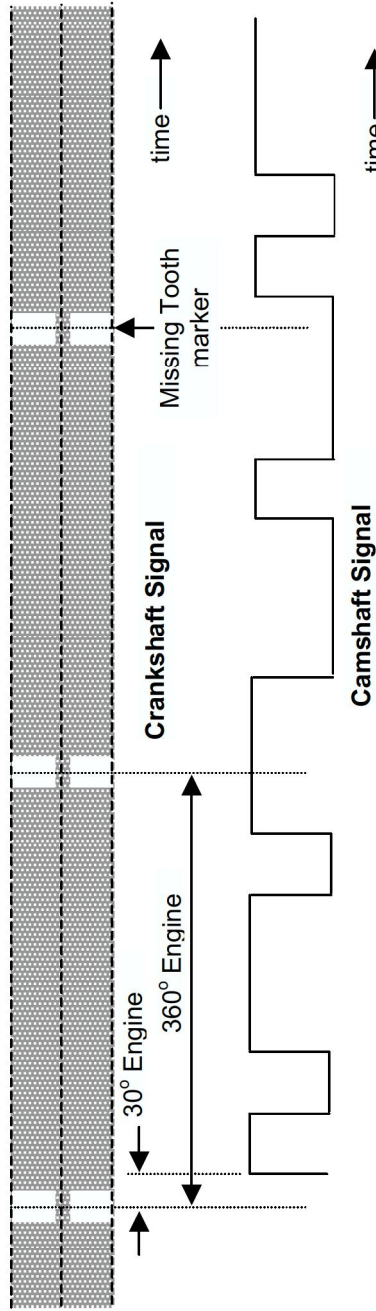 time
Missing Tooth
marker
Crankshaft Signal
30° Engine
360° Engine
time
Camshaft Signal